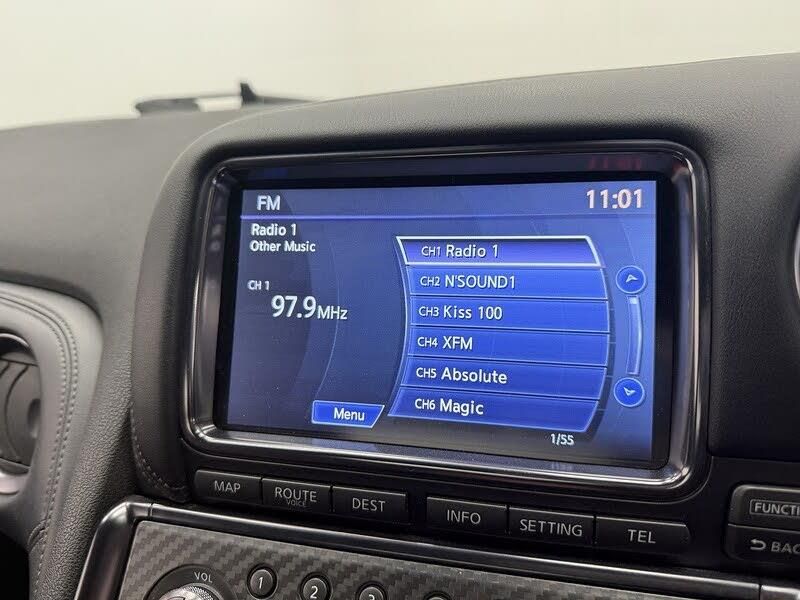 FM
11:01
Radio 1
Other Music
CH 1
97.9MHz
Menu
CH1 Radio 1
CH2 N'SOUND1
CH3 Kiss 100
CH4 XFM
CH5 Absolute
CH6 Magic
1/55
MAP
ROUTE
VOICE
DEST
INFO
SETTING
TEL
VOL
1
2
3